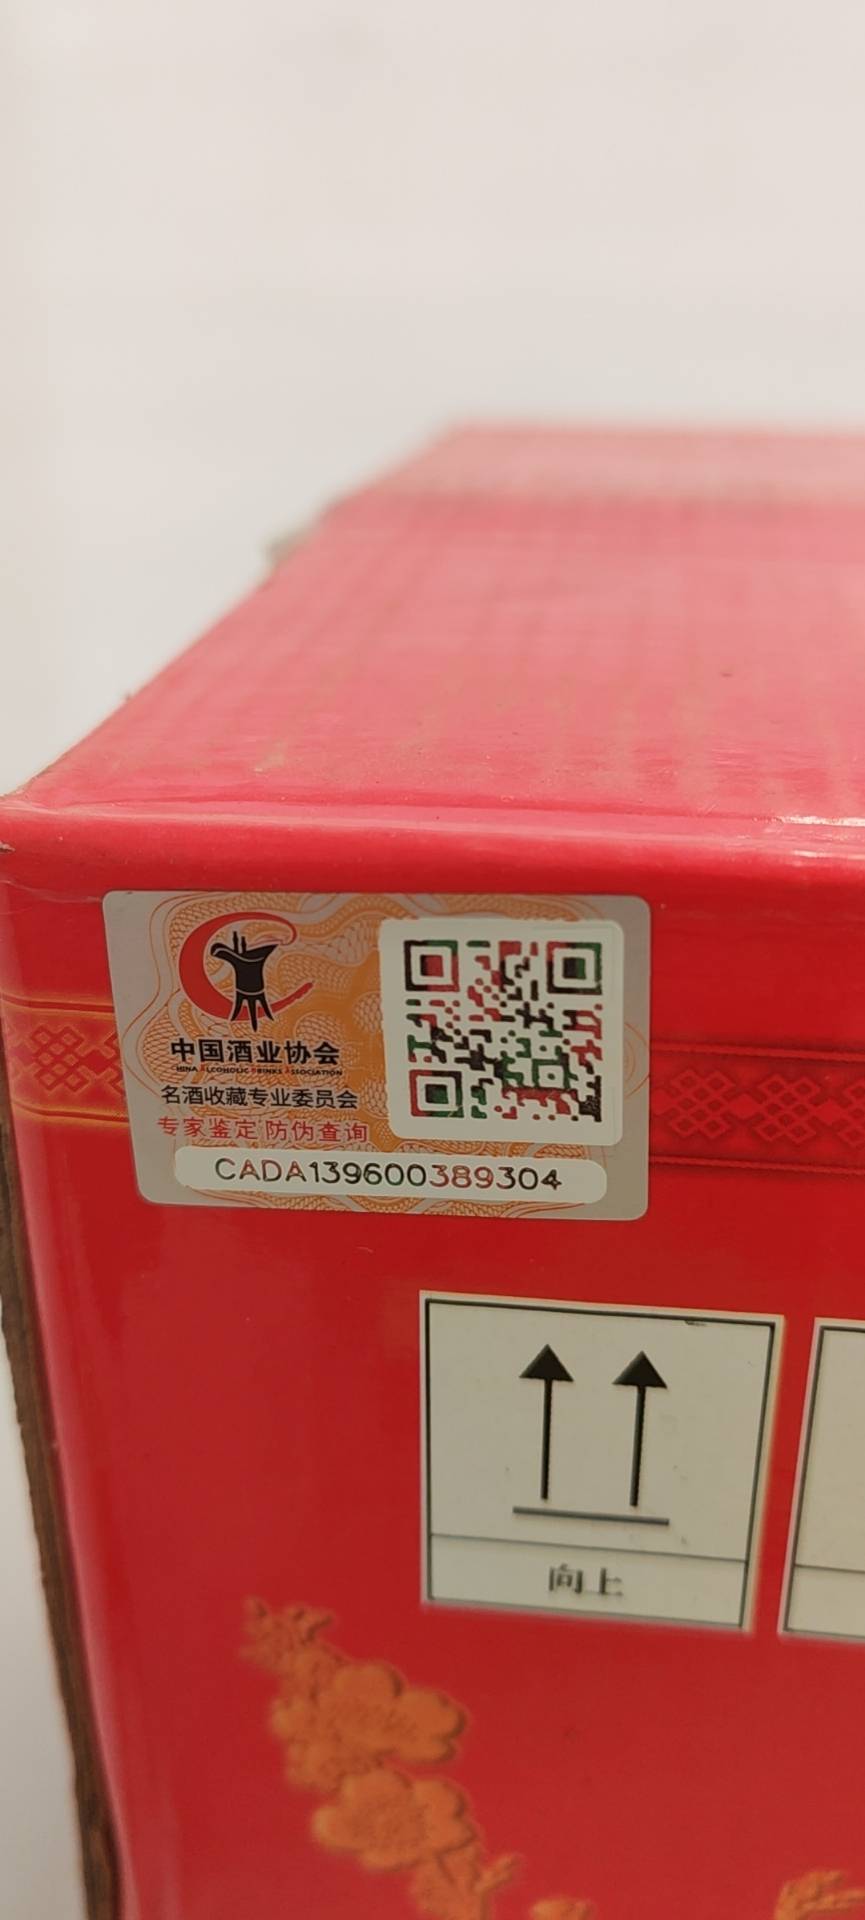 中国酒业协会
CHINA ALCOHOLIC DRINKS ASSOCIATION
名酒收藏专业委员会
专家鉴定 防伪查询
CADA139600389304
向上